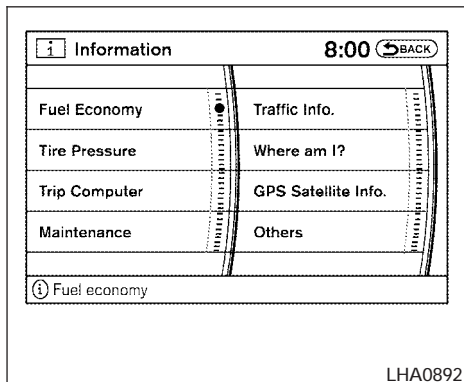 i Information 8:00 BACK
Fuel Economy Traffic Info.
Tire Pressure Where am I?
Trip Computer GPS Satellite Info.
Maintenance Others
i Fuel economy
LHA0892